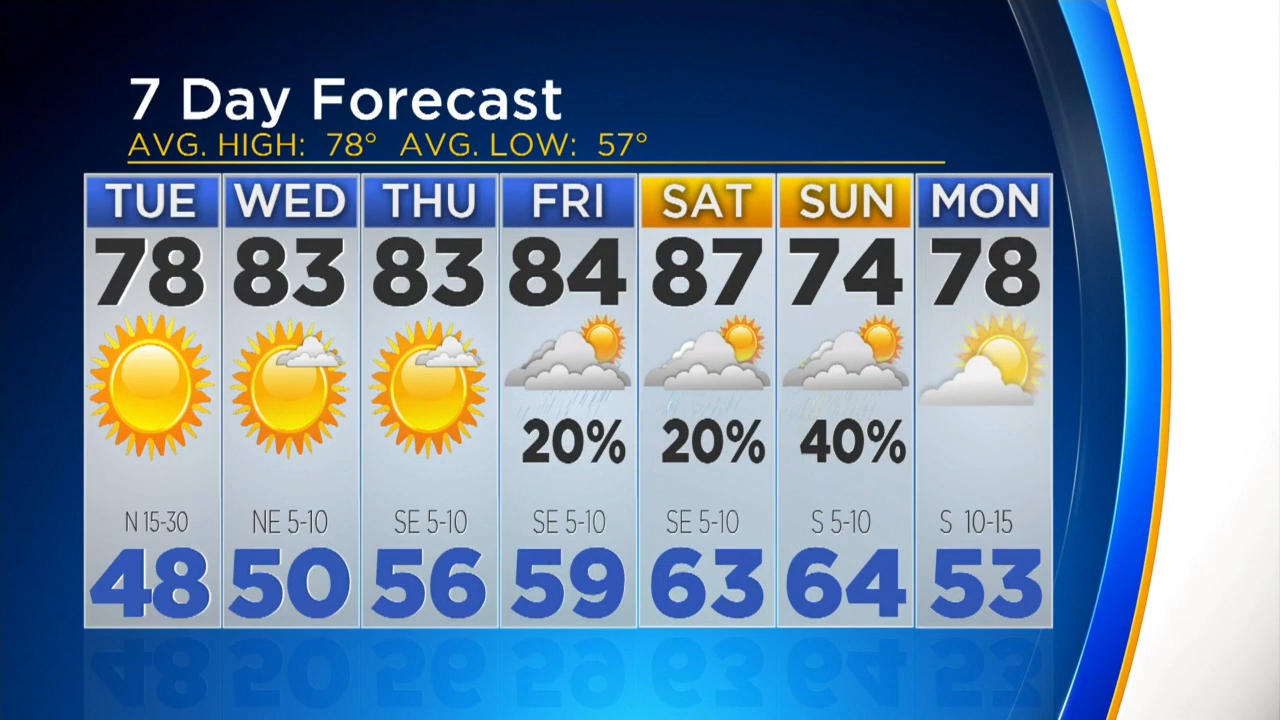 7 Day Forecast
AVG. HIGH: 78° AVG. LOW: 57°
TUE WED THU FRI SAT SUN MON
78 83 83 84 87 74 78
20% 20% 40%
N 15-30 NE 5-10 SE 5-10 SE 5-10 SE 5-10 S 5-10 S 10-15
48 50 56 59 63 64 53